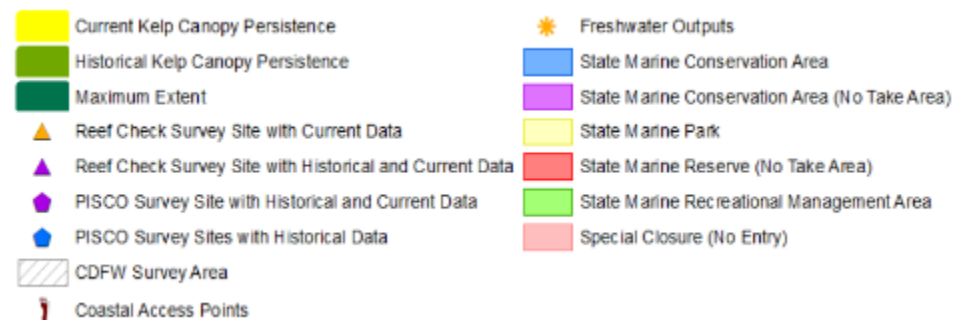 Current Kelp Canopy Persistence
Historical Kelp Canopy Persistence
Maximum Extent
Reef Check Survey Site with Current Data
Reef Check Survey Site with Historical and Current Data
PISCO Survey Site with Historical and Current Data
PISCO Survey Sites with Historical Data
CDFW Survey Area
Coastal Access Points
Freshwater Outputs
State Marine Conservation Area
State Marine Conservation Area (No Take Area)
State Marine Park
State Marine Reserve (No Take Area)
State Marine Recreational Management Area
Special Closure (No Entry)